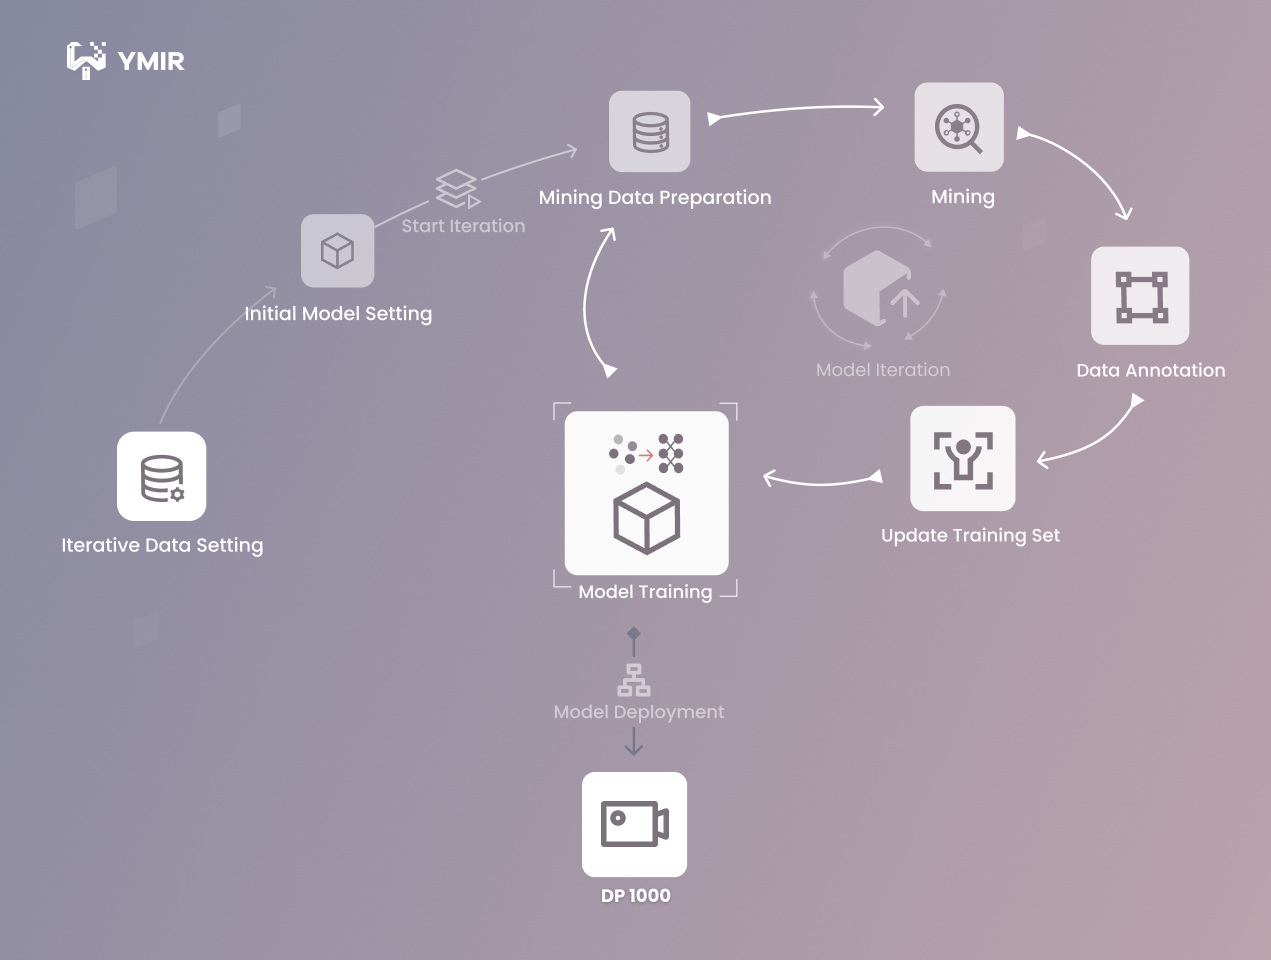 YMIR
Mining Data Preparation
Mining
Start Iteration
Initial Model Setting
Model Iteration
Data Annotation
Iterative Data Setting
Update Training Set
Model Training
Model Deployment
DP 1000